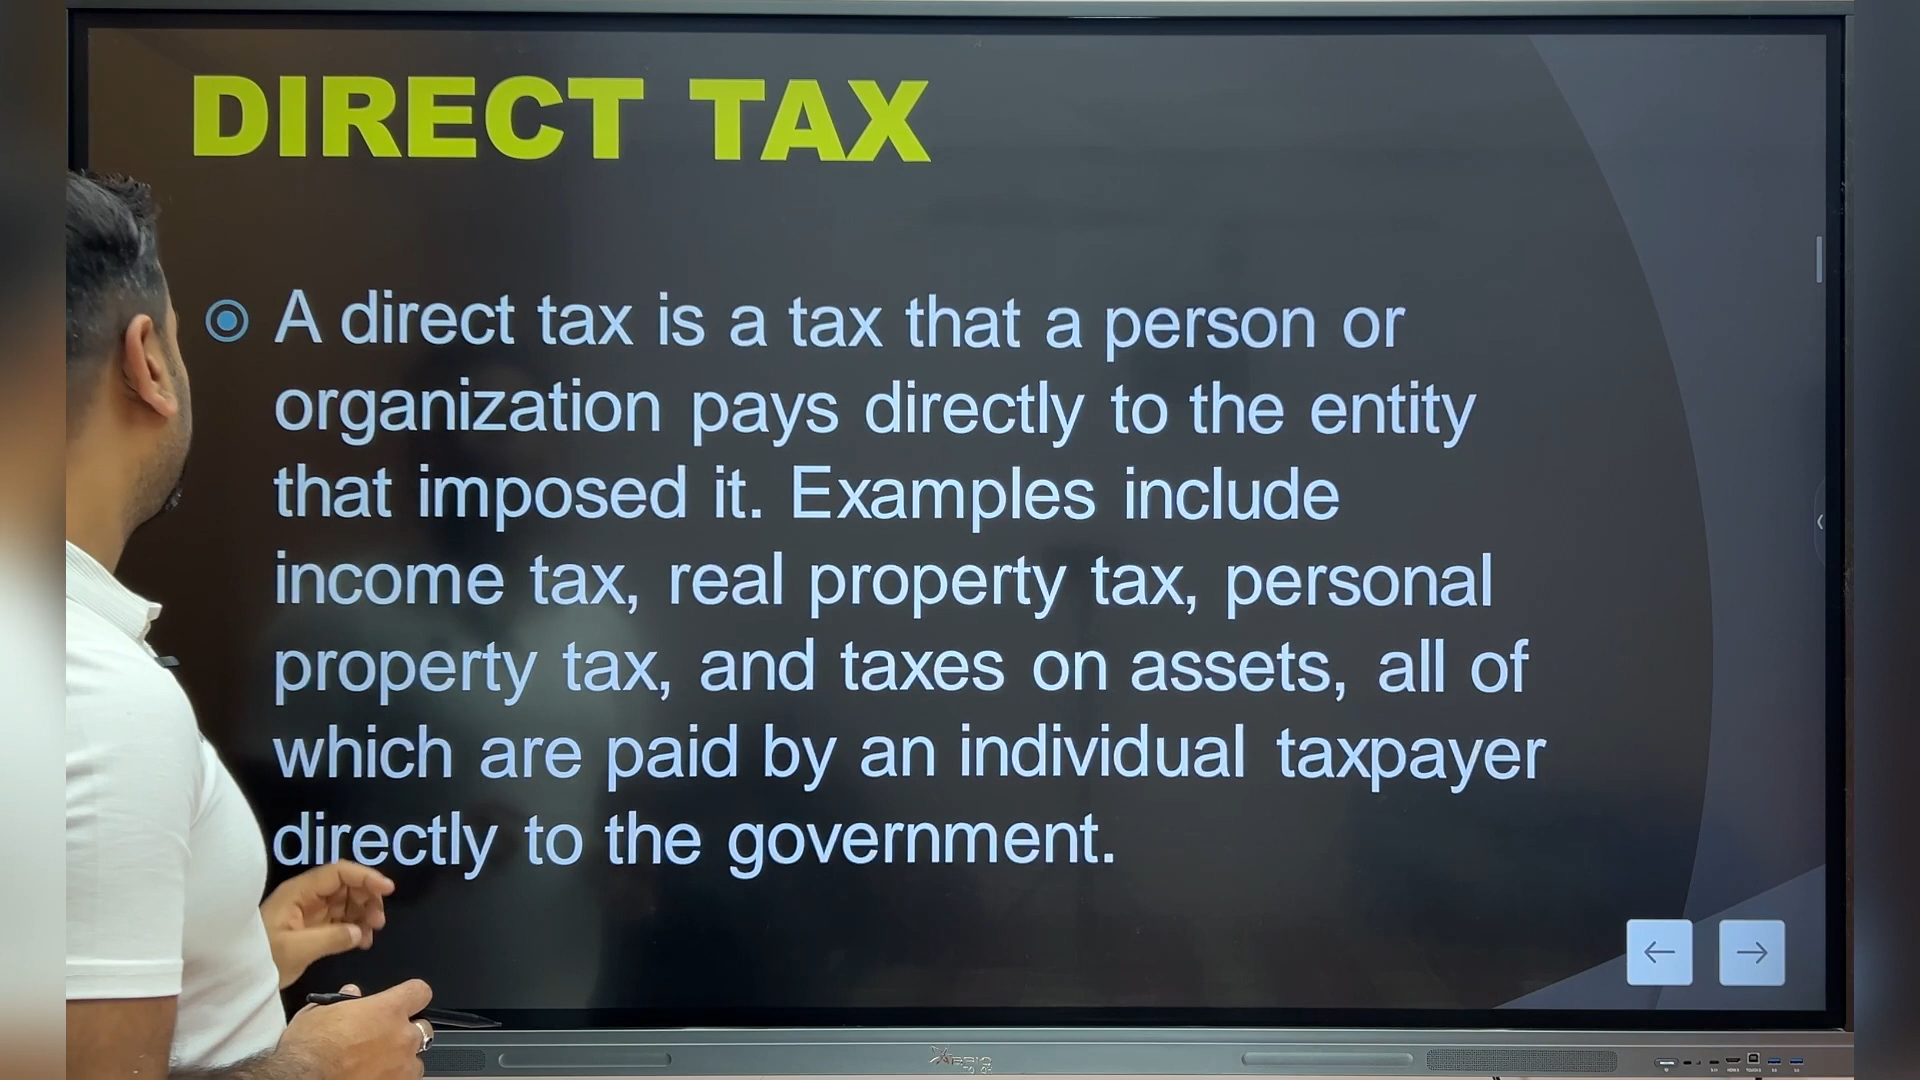 DIRECT TAX
A direct tax is a tax that a person or
organization pays directly to the entity
that imposed it. Examples include
income tax, real property tax, personal
property tax, and taxes on assets, all of
which are paid by an individual taxpayer
directly to the government.